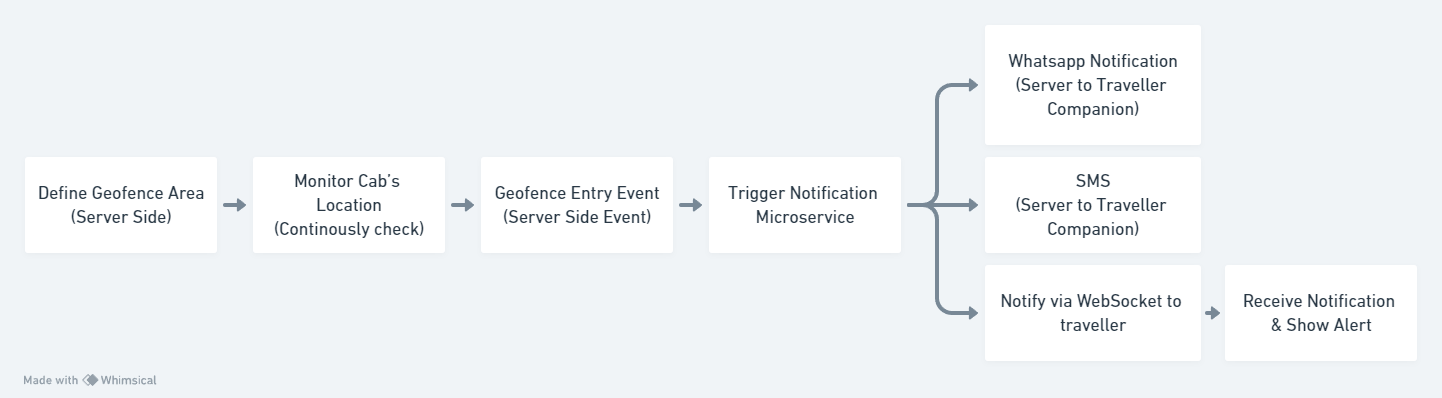 Define Geofence Area
(Server Side)
Monitor Cab's
Location
(Continously check)
Geofence Entry Event
(Server Side Event)
Trigger Notification
Microservice
Whatsapp Notification
(Server to Traveller
Companion)
SMS
(Server to Traveller
Companion)
Notify via WebSocket to
traveller
Receive Notification
& Show Alert
Made with Whimsical